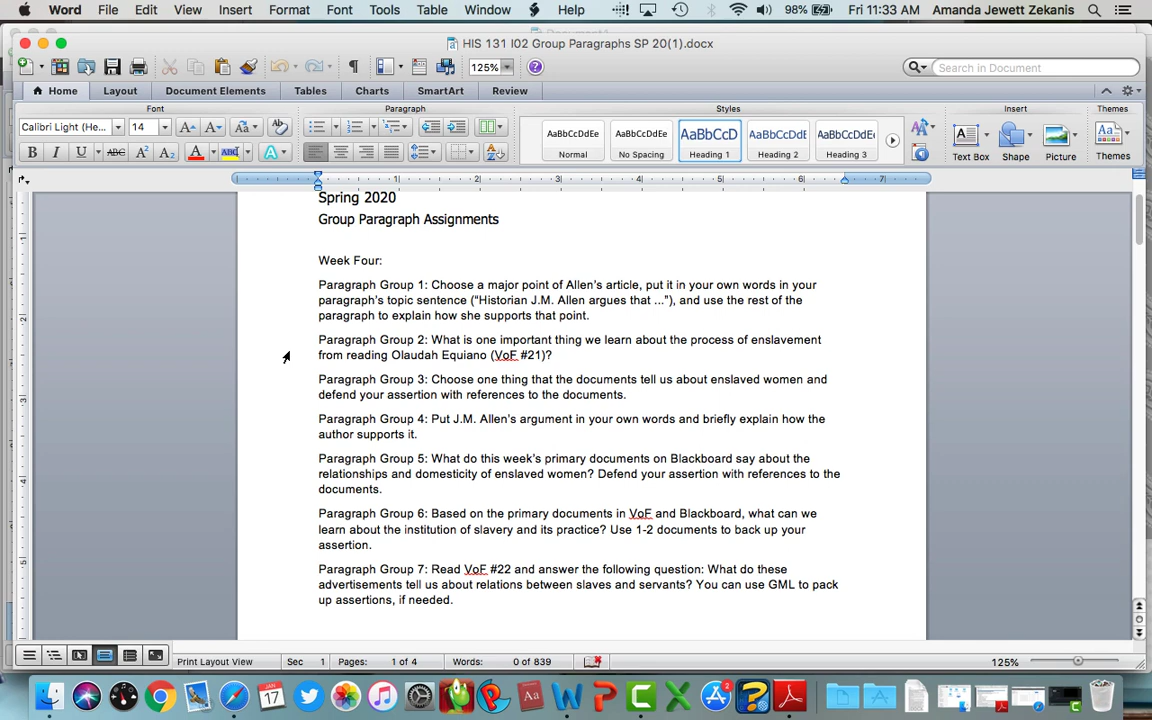 Word File Edit View Insert Format Font Tools Table Window Help 98% Fri 11:33 AM Amanda Jewett Zekanis
HIS 131 I02 Group Paragraphs SP 20(1).docx
125% Search in Document
Home Layout Document Elements Tables Charts SmartArt Review
Font Paragraph Styles Insert Themes
Calibri Light (He... 14
AaBbCcDdEe AaBbCcDdEe AaBbCcD AaBbCcDdE AaBbCcDdE
Normal No Spacing Heading 1 Heading 2 Heading 3 Text Box Shape Picture Themes
Spring 2020
Group Paragraph Assignments
Week Four:
Paragraph Group 1: Choose a major point of Allen's article, put it in your own words in your
paragraph's topic sentence ("Historian J.M. Allen argues that ..."), and use the rest of the
paragraph to explain how she supports that point.
Paragraph Group 2: What is one important thing we learn about the process of enslavement
from reading Olaudah Equiano (VoF #21)?
Paragraph Group 3: Choose one thing that the documents tell us about enslaved women and
defend your assertion with references to the documents.
Paragraph Group 4: Put J.M. Allen's argument in your own words and briefly explain how the
author supports it.
Paragraph Group 5: What do this week's primary documents on Blackboard say about the
relationships and domesticity of enslaved women? Defend your assertion with references to the
documents.
Paragraph Group 6: Based on the primary documents in VoF and Blackboard, what can we
learn about the institution of slavery and its practice? Use 1-2 documents to back up your
assertion.
Paragraph Group 7: Read VoF #22 and answer the following question: What do these
advertisements tell us about relations between slaves and servants? You can use GML to pack
up assertions, if needed.
Print Layout View Sec 1 Pages: 1 of 4 Words: 0 of 839 125%
JAN
17